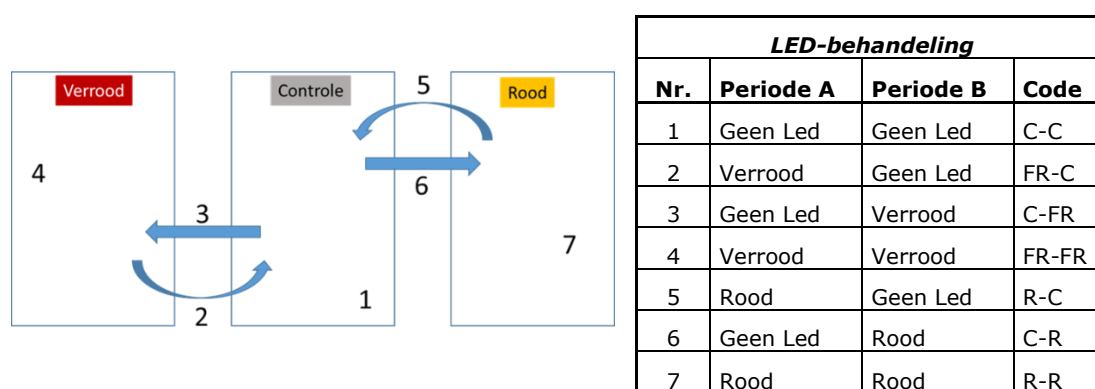 Verrood
Controle
5
Rood
4
6
3
7
1
2
LED-behandeling
Nr. Periode A Periode B Code
1 Geen Led Geen Led C-C
2 Verrood Geen Led FR-C
3 Geen Led Verrood C-FR
4 Verrood Verrood FR-FR
5 Rood Geen Led R-C
6 Geen Led Rood C-R
7 Rood Rood R-R